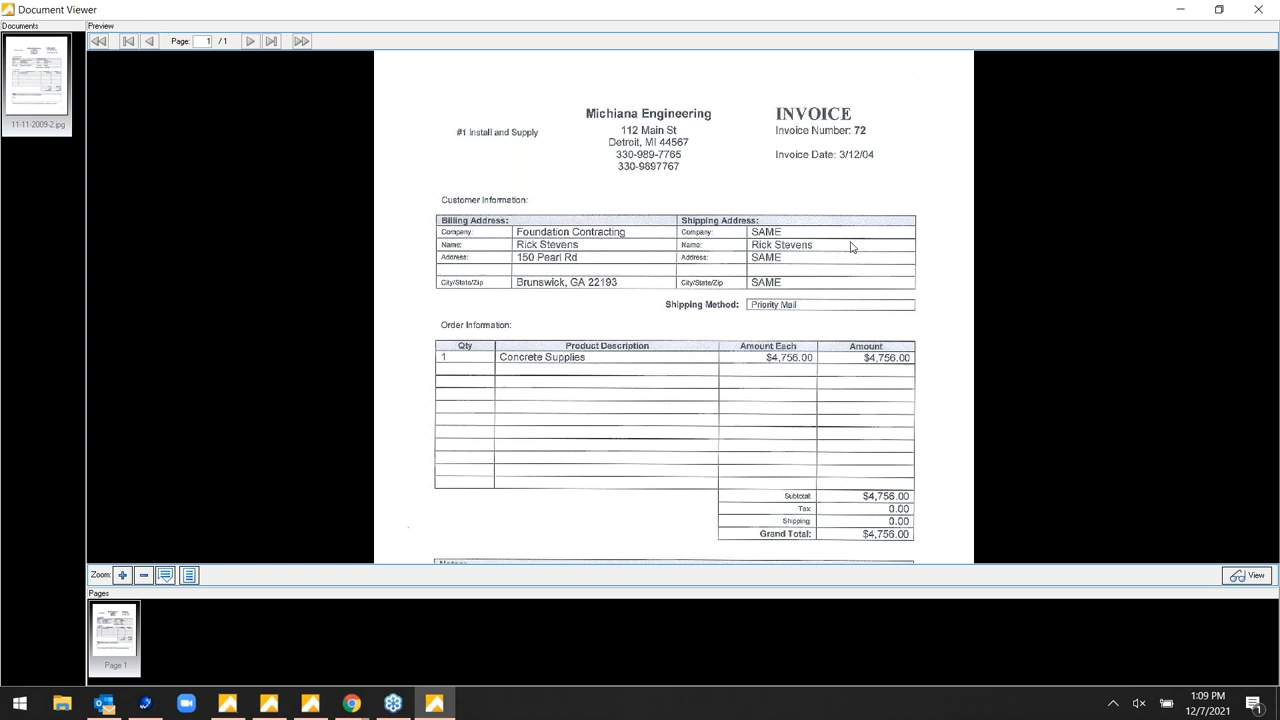 Document Viewer
Documents
Preview
Page: 1 / 1
11-11-2009-2.jpg
#1 Install and Supply
Michiana Engineering
112 Main St
Detroit, MI 44567
330-989-7765
330-9897767
INVOICE
Invoice Number: 72
Invoice Date: 3/12/04
Customer Information:
Billing Address: Shipping Address:
Company: Foundation Contracting Company: SAME
Name: Rick Stevens Name: Rick Stevens
Address: 150 Pearl Rd Address: SAME
City/State/Zip Brunswick, GA 22193 City/State/Zip SAME
Shipping Method: Priority Mail
Order Information:
Qty Product Description Amount Each Amount
1 Concrete Supplies $4,756.00 $4,756.00
Subtotal: $4,756.00
Tax: 0.00
Shipping: 0.00
Grand Total: $4,756.00
Zoom:
View
Pages
Page 1
1:09 PM
12/7/2021
1